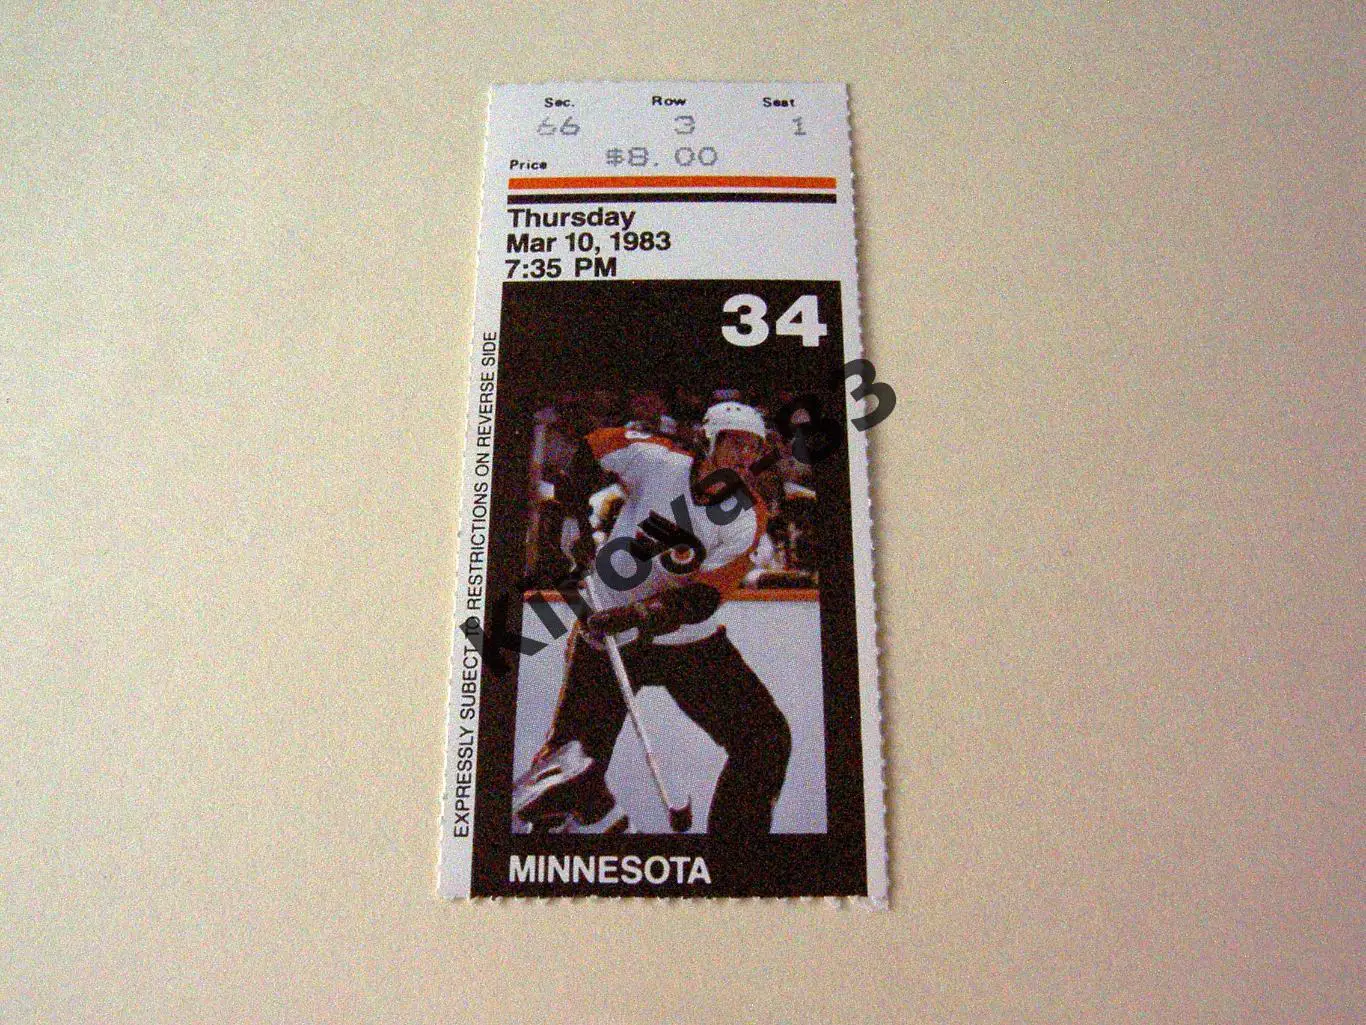 Sec. Row Seat
66 3 1
Price $8.00
Thursday
Mar 10, 1983
7:35 PM
34
EXPRESSLY SUBECT TO RESTRICTIONS ON REVERSE SIDE
Kiroya-83
MINNESOTA